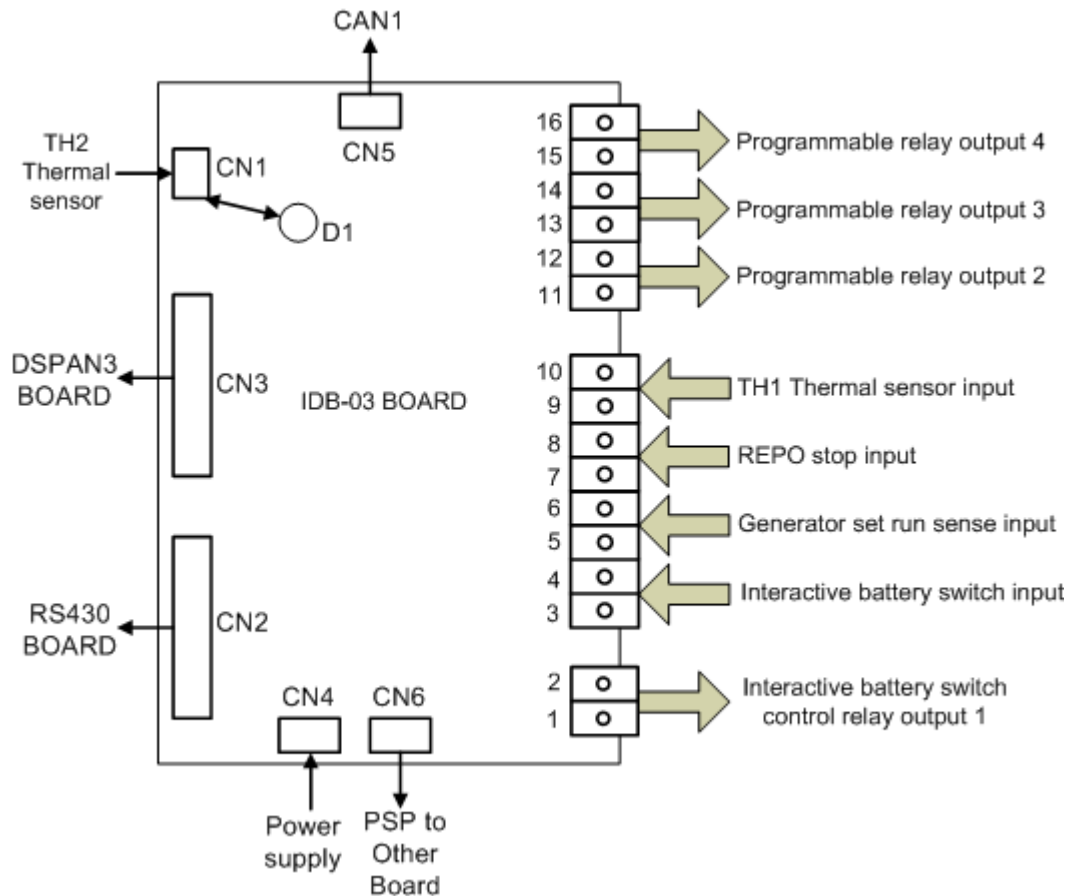 CAN1
CN5
TH2
Thermal
sensor
CN1
D1
DSPAN3
BOARD
CN3
IDB-03 BOARD
RS430
BOARD
CN2
CN4
CN6
Power
supply
PSP to
Other
Board
16
15
Programmable relay output 4
14
13
Programmable relay output 3
12
11
Programmable relay output 2
10
9
TH1 Thermal sensor input
8
7
REPO stop input
6
5
Generator set run sense input
4
3
Interactive battery switch input
2
1
Interactive battery switch
control relay output 1